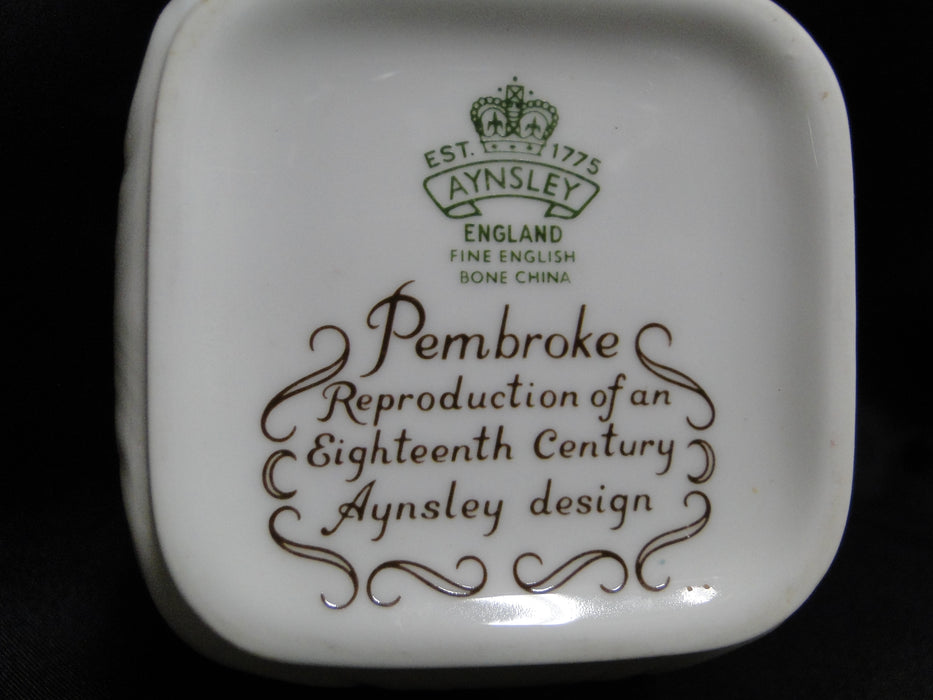 EST. 1775
AYNSLEY
ENGLAND
FINE ENGLISH
BONE CHINA
Pembroke
Reproduction of an
Eighteenth Century
Aynsley design